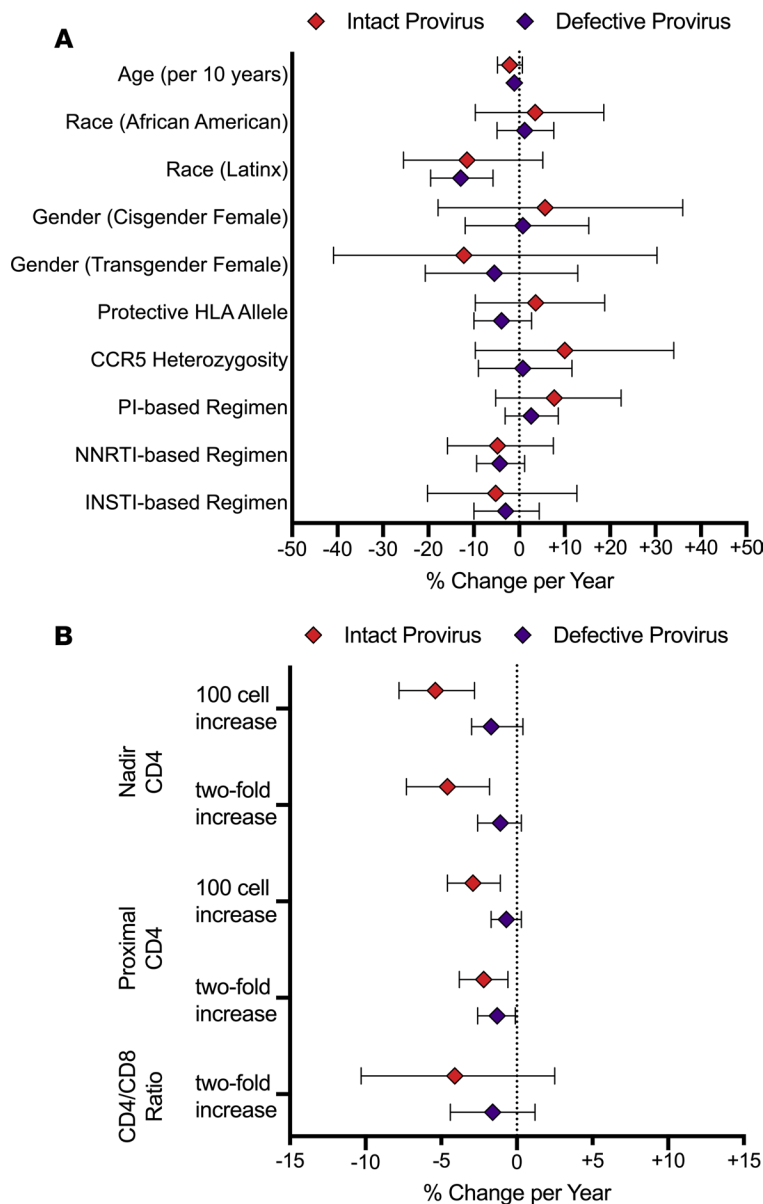 A
Intact Provirus Defective Provirus
Age (per 10 years)
Race (African American)
Race (Latinx)
Gender (Cisgender Female)
Gender (Transgender Female)
Protective HLA Allele
CCR5 Heterozygosity
PI-based Regimen
NNRTI-based Regimen
INSTI-based Regimen
-50 -40 -30 -20 -10 0 +10 +20 +30 +40 +50
% Change per Year
B
Intact Provirus Defective Provirus
Nadir
CD4
100 cell
increase
two-fold
increase
Proximal
CD4
100 cell
increase
two-fold
increase
CD4/CD8
Ratio
two-fold
increase
-15 -10 -5 0 +5 +10 +15
% Change per Year